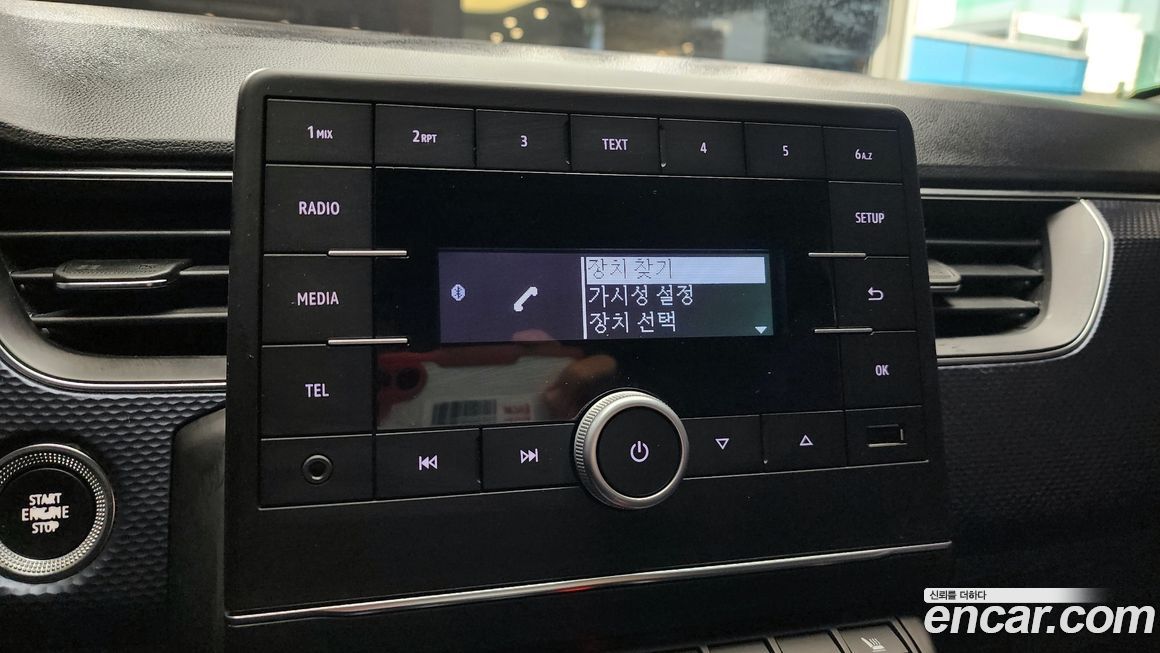 1 MIX
2 RPT
3
TEXT
4
5
6 A.Z
RADIO
SETUP
장치 찾기
가시성 설정
장치 선택
MEDIA
TEL
OK
START
ENGINE
STOP
신뢰를 더하다
encar.com